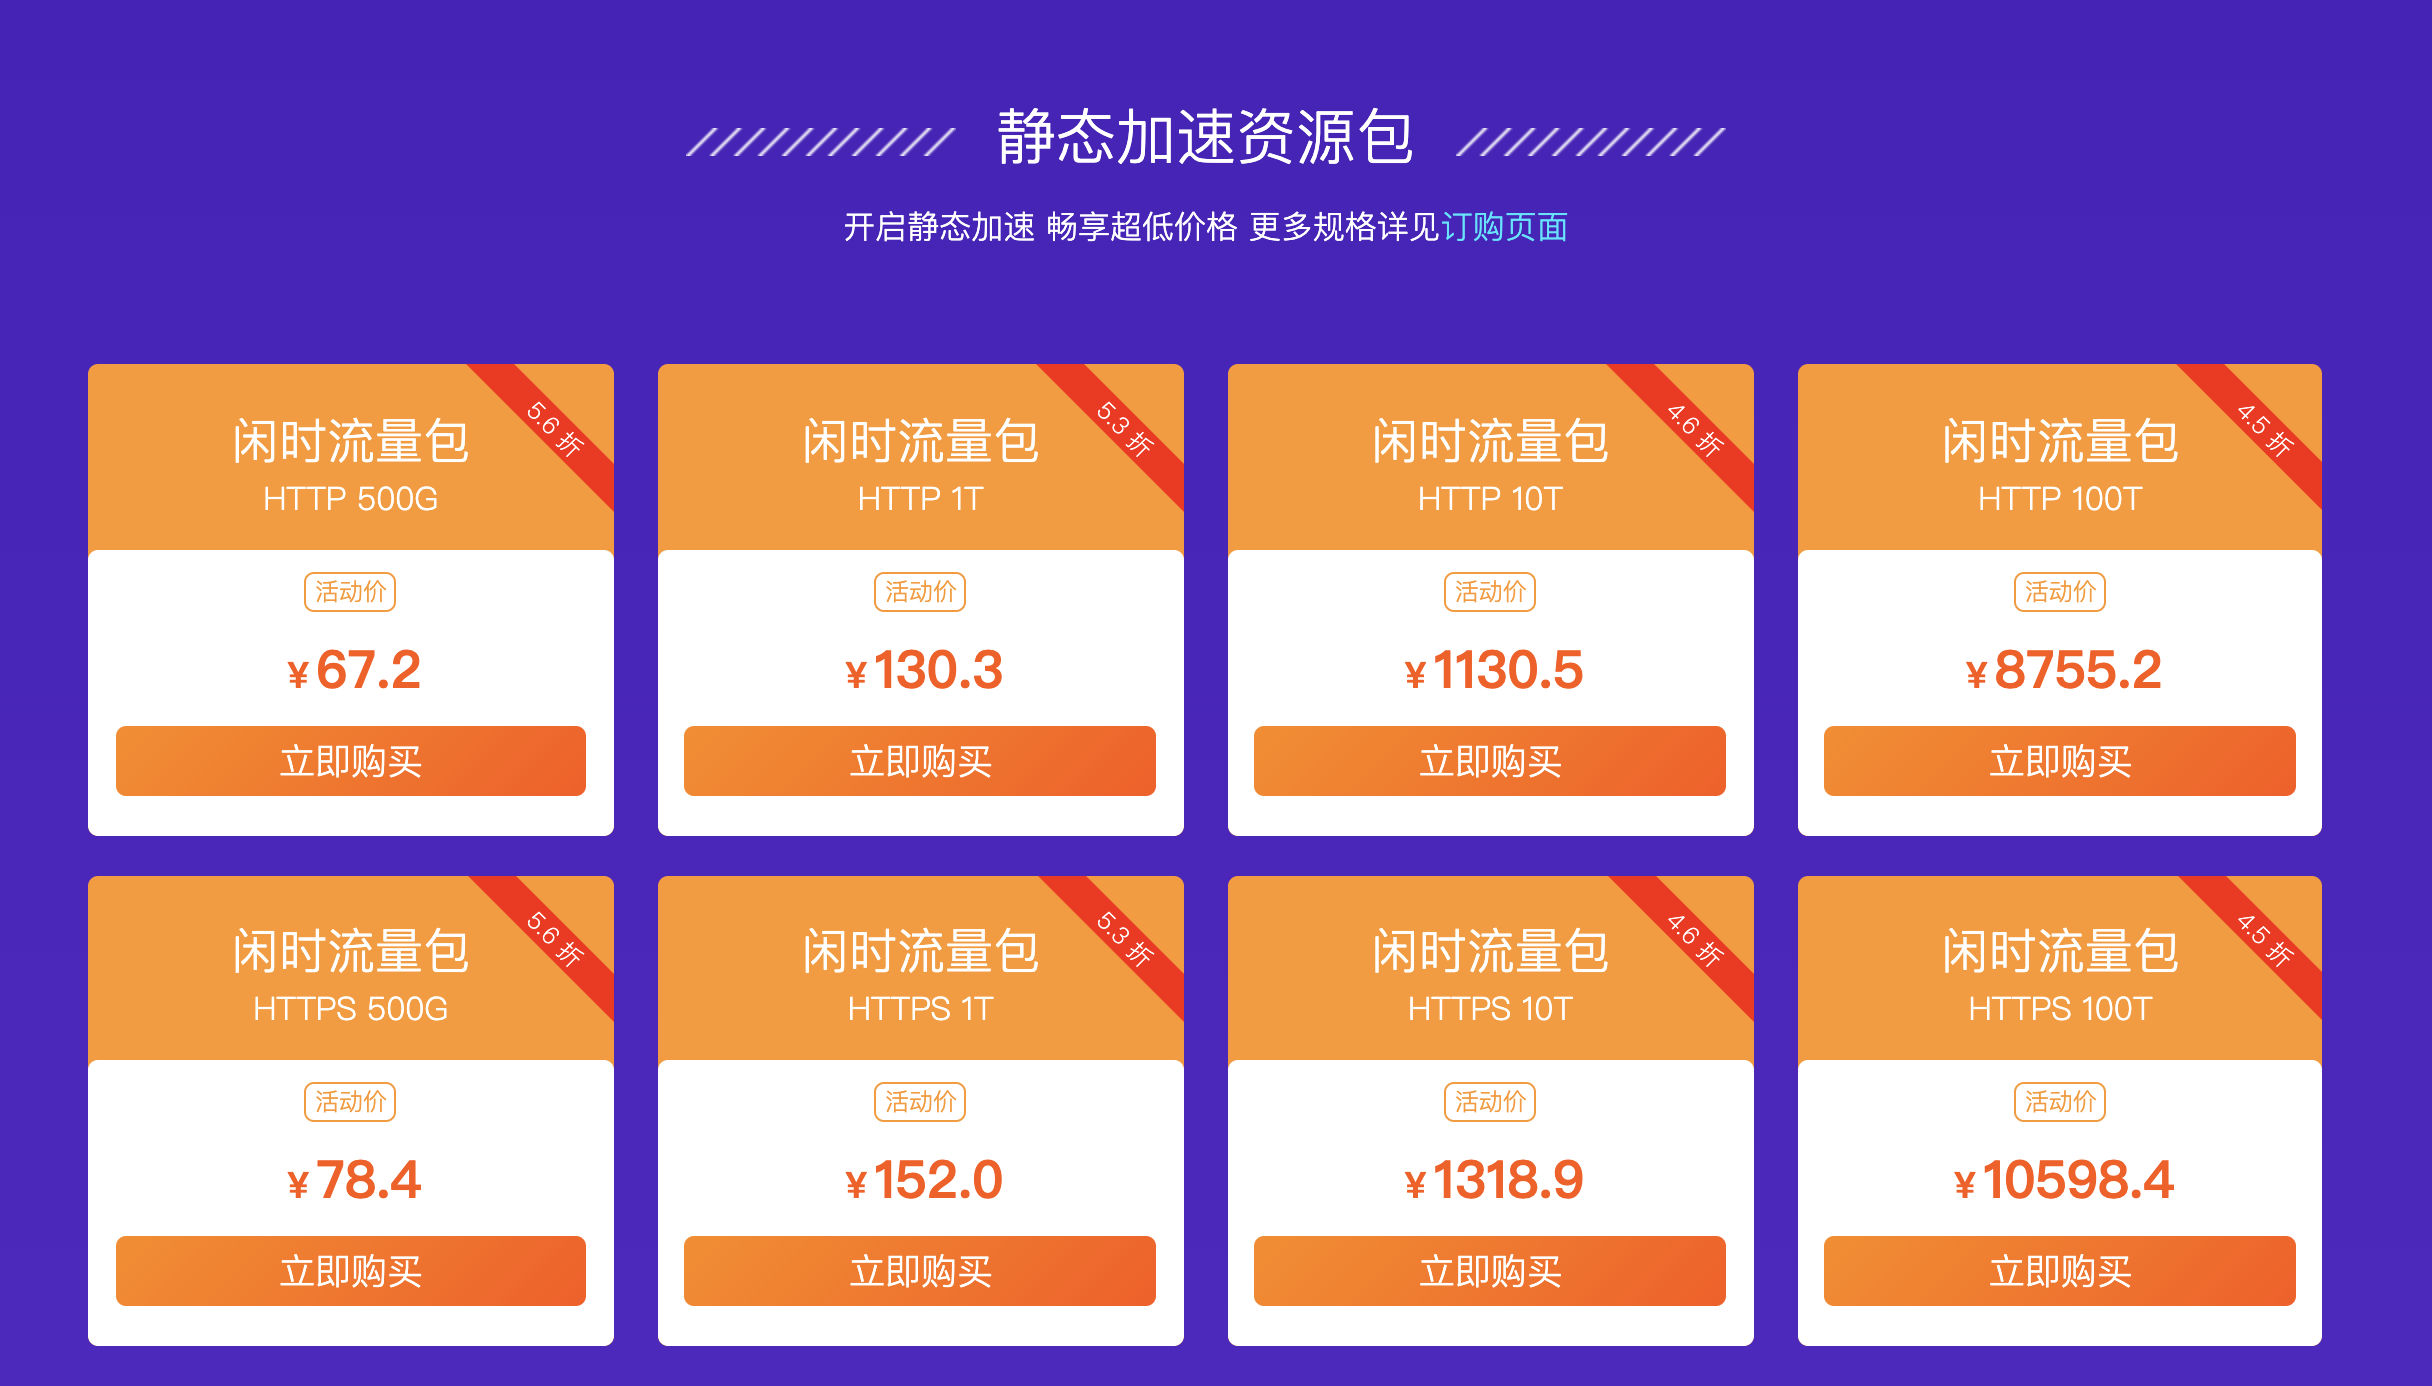 静态加速资源包
开启静态加速 畅享超低价格 更多规格详见订购页面
5.6 折
闲时流量包
HTTP 500G
活动价
¥ 67.2
立即购买
5.3 折
闲时流量包
HTTP 1T
活动价
¥ 130.3
立即购买
4.6 折
闲时流量包
HTTP 10T
活动价
¥ 1130.5
立即购买
4.5 折
闲时流量包
HTTP 100T
活动价
¥ 8755.2
立即购买
5.6 折
闲时流量包
HTTPS 500G
活动价
¥ 78.4
立即购买
5.3 折
闲时流量包
HTTPS 1T
活动价
¥ 152.0
立即购买
4.6 折
闲时流量包
HTTPS 10T
活动价
¥ 1318.9
立即购买
4.5 折
闲时流量包
HTTPS 100T
活动价
¥ 10598.4
立即购买